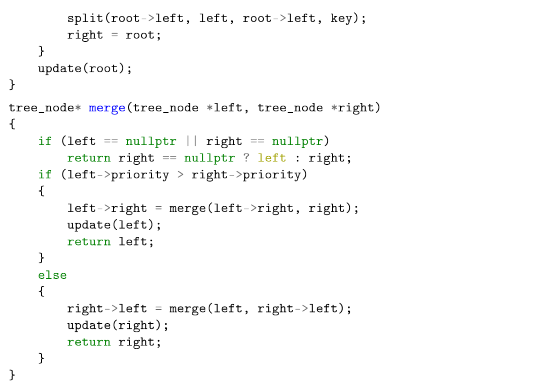 split(root->left, left, root->left, key);
        right = root;
    }
    update(root);
}
tree_node* merge(tree_node *left, tree_node *right)
{
    if (left == nullptr || right == nullptr)
        return right == nullptr ? left : right;
    if (left->priority > right->priority)
    {
        left->right = merge(left->right, right);
        update(left);
        return left;
    }
    else
    {
        right->left = merge(left, right->left);
        update(right);
        return right;
    }
}